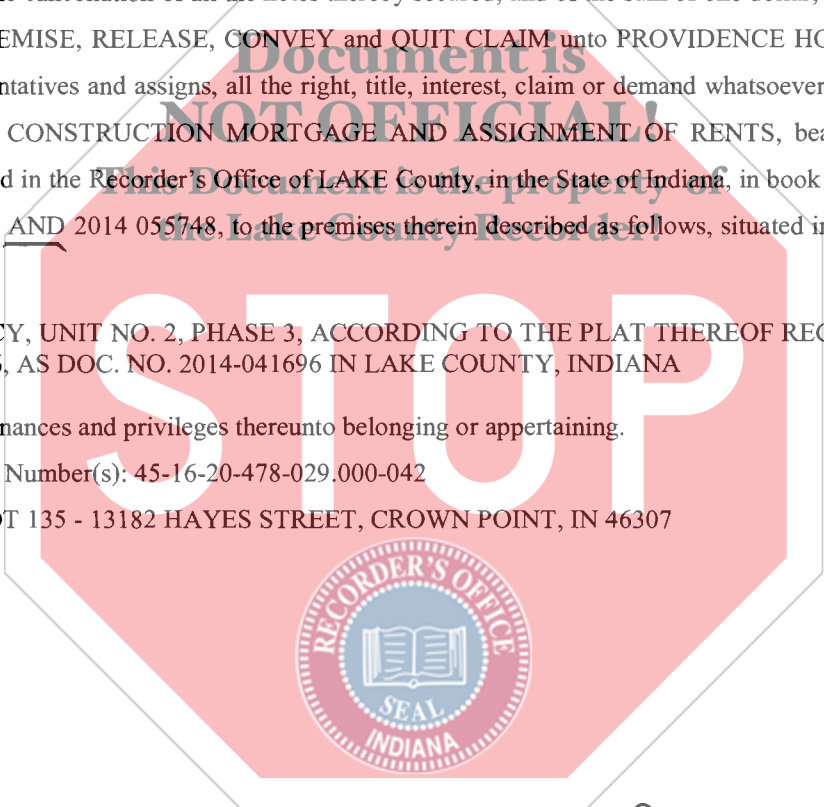 EMISE, RELEASE, CONVEY and QUIT CLAIM unto PROVIDENCE HO
Document is
ntatives and assigns, all the right, title, interest, claim or demand whatsoever
NOT OFFICIAL!
CONSTRUCTION MORTGAGE AND ASSIGNMENT OF RENTS, bea
This Document is the property of
d in the Recorder's Office of LAKE County, in the State of Indiana, in book
the Lake County Recorder!
AND 2014 055748, to the premises therein described as follows, situated in
CY, UNIT NO. 2, PHASE 3, ACCORDING TO THE PLAT THEREOF REC
, AS DOC. NO. 2014-041696 IN LAKE COUNTY, INDIANA
STOP
nances and privileges thereunto belonging or appertaining.
Number(s): 45-16-20-478-029.000-042
OT 135 - 13182 HAYES STREET, CROWN POINT, IN 46307
RECORDER'S OFFICE
SEAL
INDIANA